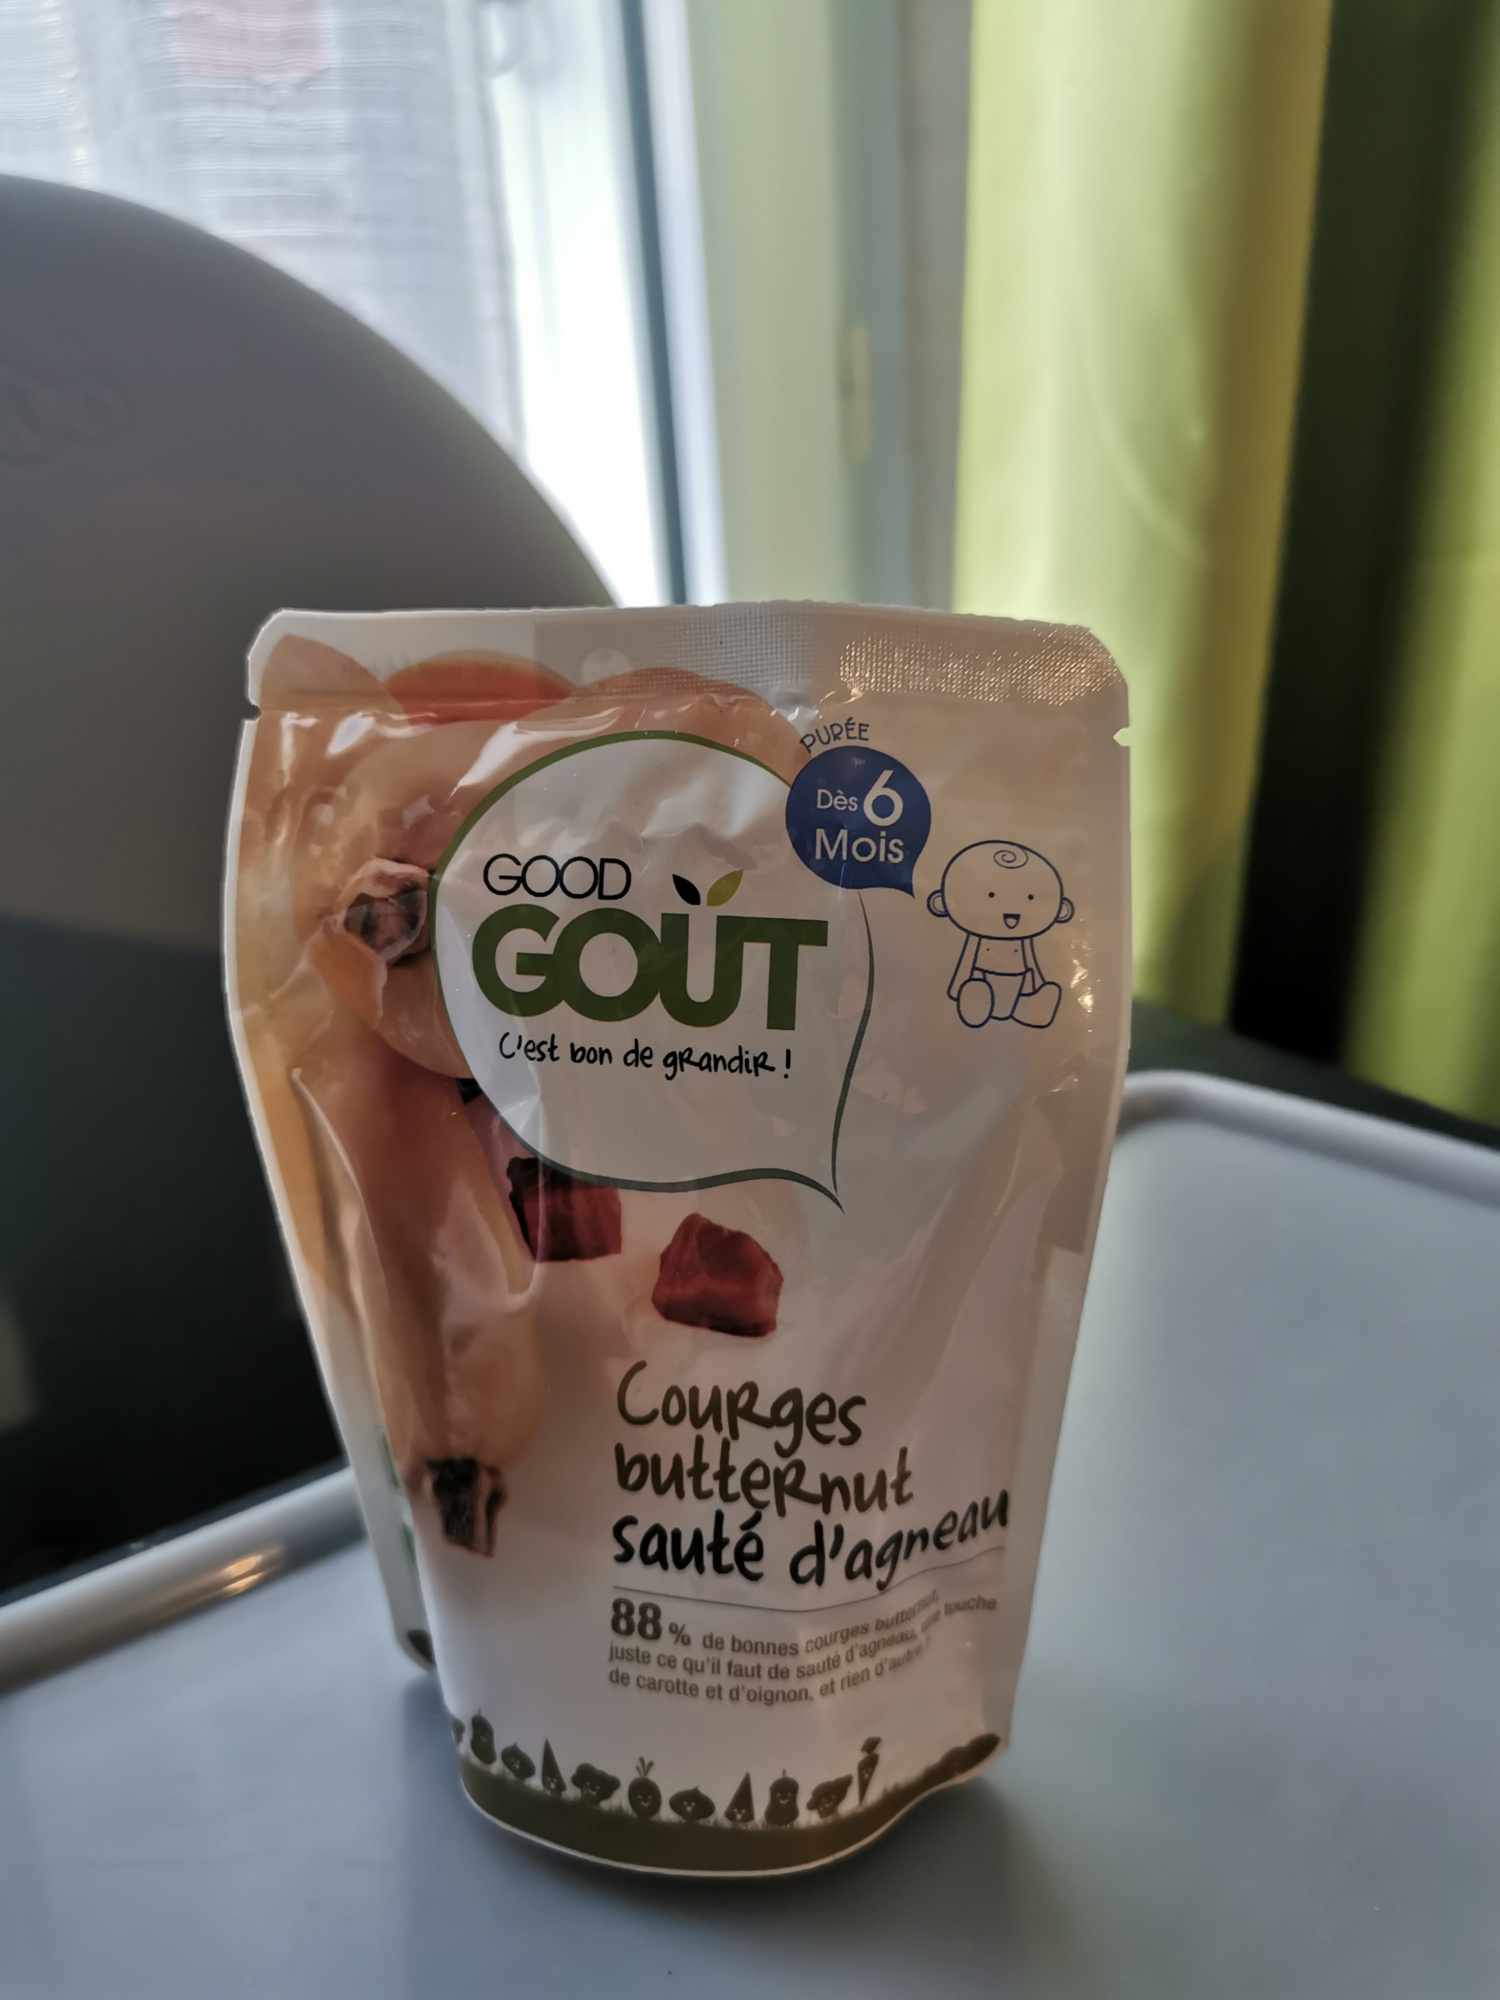 PURÉE
Dès 6
Mois
GOOD
GOÛT
C'est bon de grandir !
Courges
butternut
sauté d'agneau
88 % de bonnes courges butternut,
juste ce qu'il faut de sauté d'agneau, une touche
de carotte et d'oignon, et rien d'autre !